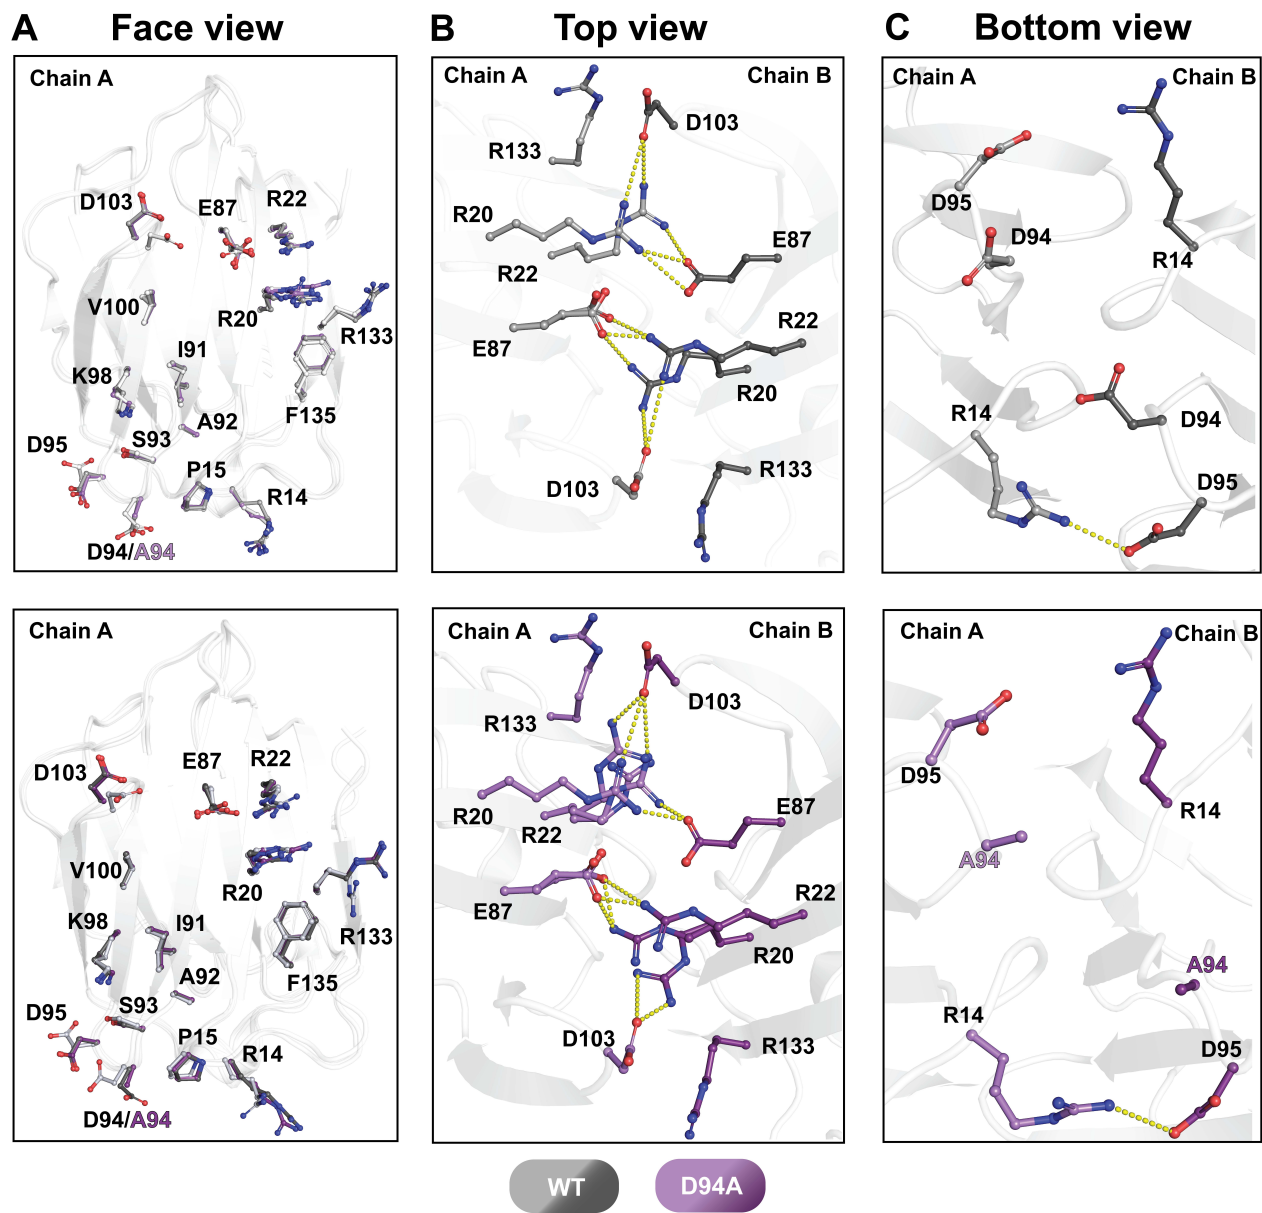 A Face view
B Top view
C Bottom view
Chain A
D103
E87
R22
V100
R20
R133
I91
K98
F135
A92
D95
S93
P15
R14
D94/A94
Chain A
Chain B
R133
D103
R20
R22
E87
E87
R22
R20
D103
R133
Chain A
Chain B
D95
D94
R14
R14
D94
D95
Chain A
D103
E87
R22
V100
R20
K98
I91
R133
A92
F135
D95
S93
P15
R14
D94/A94
Chain A
Chain B
R133
D103
R20
R22
E87
E87
R22
R20
D103
R133
Chain A
Chain B
D95
R14
A94
A94
R14
D95
WT
D94A